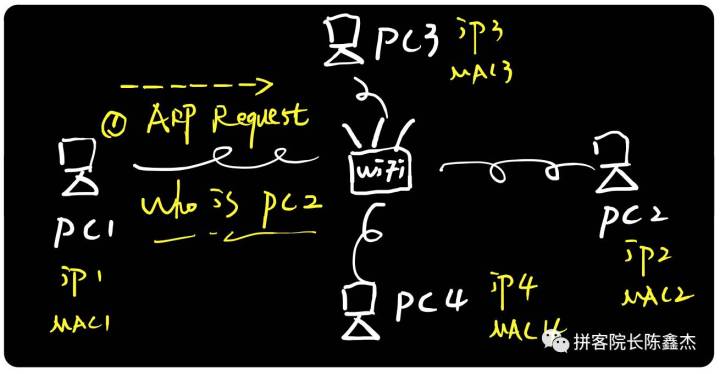 PC3 ip3
MAC3
① ARP Request
WiFi
who is PC2
PC1
ip1
MAC1
PC2
ip2
MAC2
PC4 ip4
MAC4
拼客院长陈鑫杰